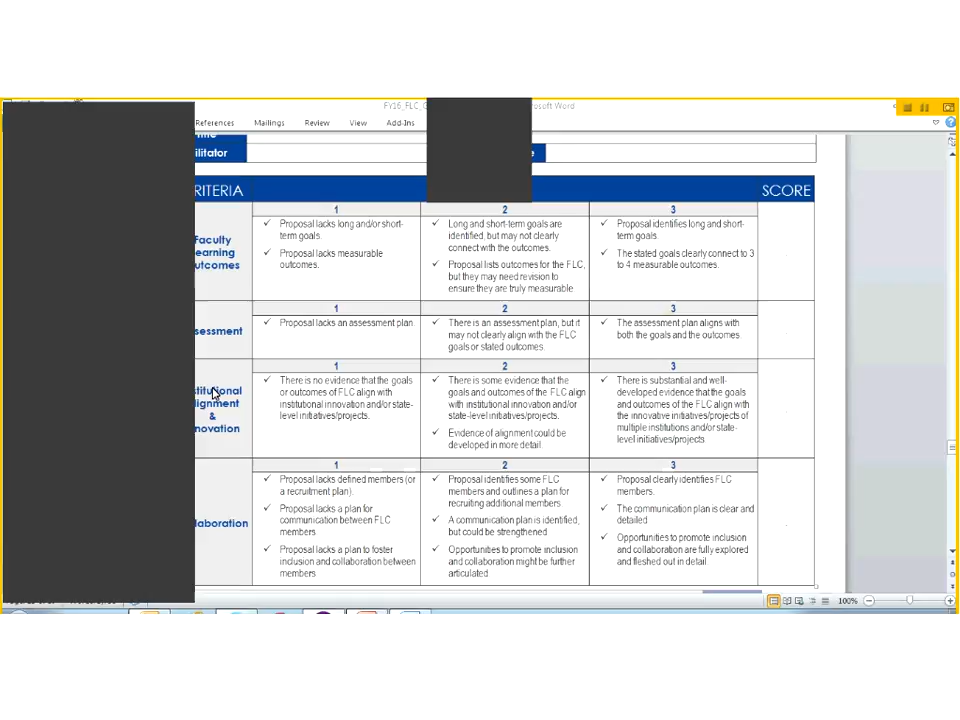 FY16_FLC_G
rosoft Word
References Mailings Review View Add-Ins
ilitator
e
RITERIA SCORE
1 2 3
Faculty
earning
utcomes
✓ Proposal lacks long and/or short-
term goals.
✓ Proposal lacks measurable
outcomes.
✓ Long and short-term goals are
identified, but may not clearly
connect with the outcomes.
✓ Proposal lists outcomes for the FLC,
but they may need revision to
ensure they are truly measurable
✓ Proposal identifies long and short-
term goals.
✓ The stated goals clearly connect to 3
to 4 measurable outcomes.
1 2 3
sessment
✓ Proposal lacks an assessment plan.
✓ There is an assessment plan, but it
may not clearly align with the FLC
goals or stated outcomes.
✓ The assessment plan aligns with
both the goals and the outcomes
1 2 3
stitutional
lignment
&
novation
✓ There is no evidence that the goals
or outcomes of FLC align with
institutional innovation and/or state-
level initiatives/projects.
✓ There is some evidence that the
goals and outcomes of the FLC align
with institutional innovation and/or
state-level initiatives/projects.
✓ Evidence of alignment could be
developed in more detail.
✓ There is substantial and well-
developed evidence that the goals
and outcomes of the FLC align with
the innovative initiatives/projects of
multiple institutions and/or state-
level initiatives/projects
1 2 3
laboration
✓ Proposal lacks defined members (or
a recruitment plan).
✓ Proposal lacks a plan for
communication between FLC
members
✓ Proposal lacks a plan to foster
inclusion and collaboration between
members
✓ Proposal identifies some FLC
members and outlines a plan for
recruiting additional members
✓ A communication plan is identified,
but could be strengthened
✓ Opportunities to promote inclusion
and collaboration might be further
articulated
✓ Proposal clearly identifies FLC
members.
✓ The communication plan is clear and
detailed
✓ Opportunities to promote inclusion
and collaboration are fully explored
and fleshed out in detail
100%